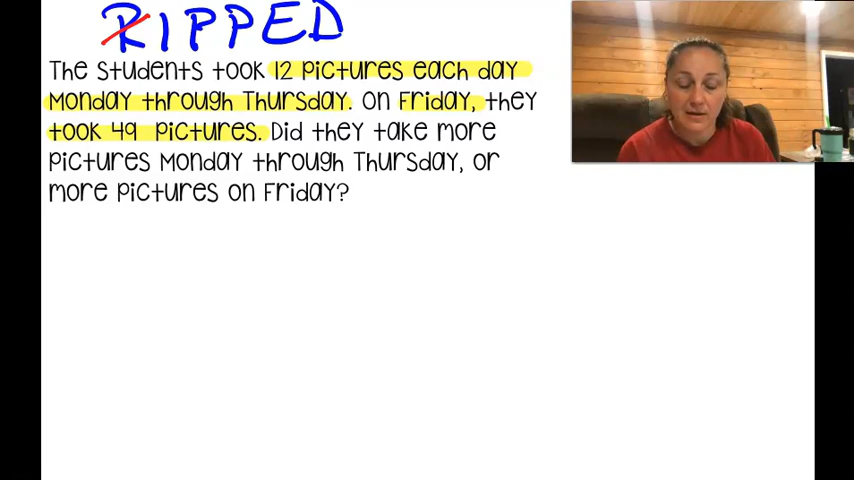 RIPPED
The students took 12 pictures each day
Monday through Thursday. On Friday, they
took 49 pictures. Did they take more
pictures Monday through Thursday, or
more pictures on Friday?